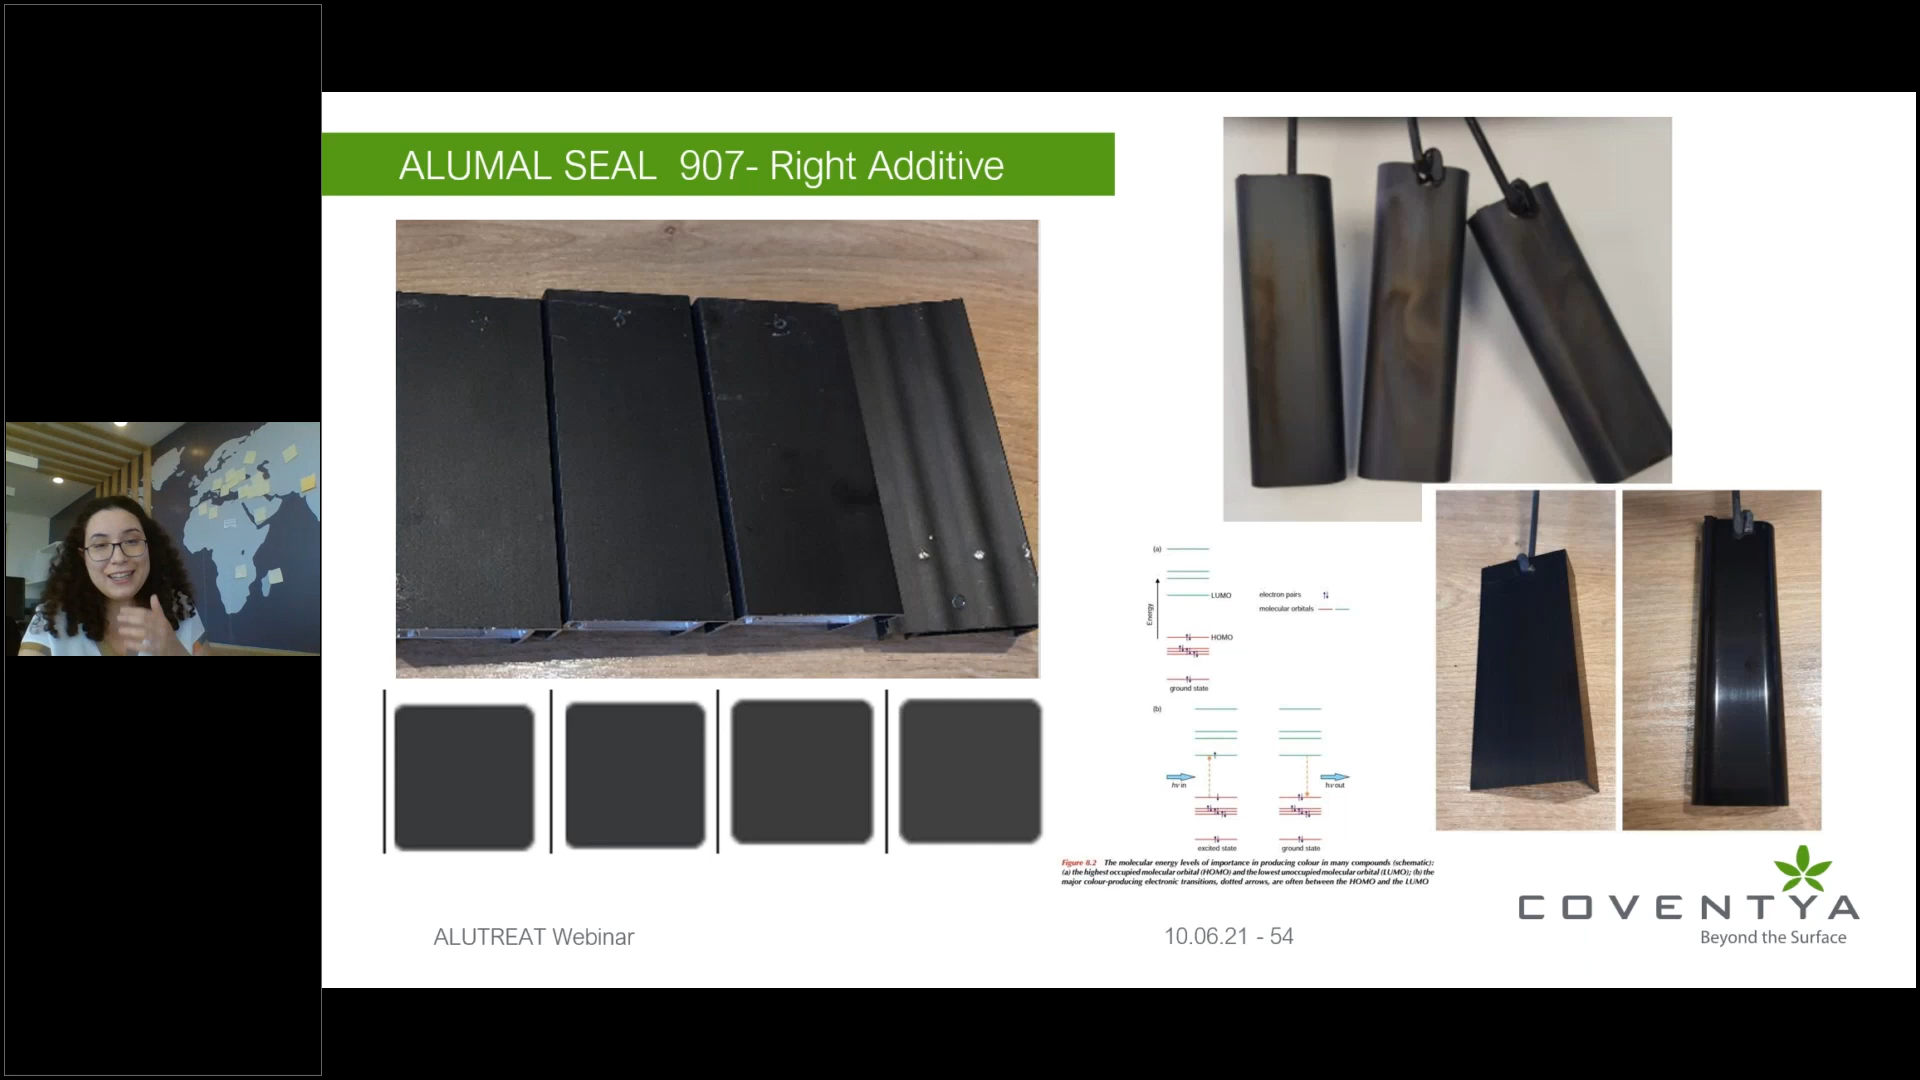 ALUMAL SEAL 907- Right Additive
(a)
Energy
LUMO
HOMO
ground state
electron pairs
molecular orbitals
(b)
hν in
hν out
excited state
ground state
Figure 8.2 The molecular energy levels of importance in producing colour in many compounds (schematic):
(a) the highest occupied molecular orbital (HOMO) and the lowest unoccupied molecular orbital (LUMO); (b) the
major colour-producing electronic transitions, dotted arrows, are often between the HOMO and the LUMO
ALUTREAT Webinar
10.06.21 - 54
COVENTYA
Beyond the Surface